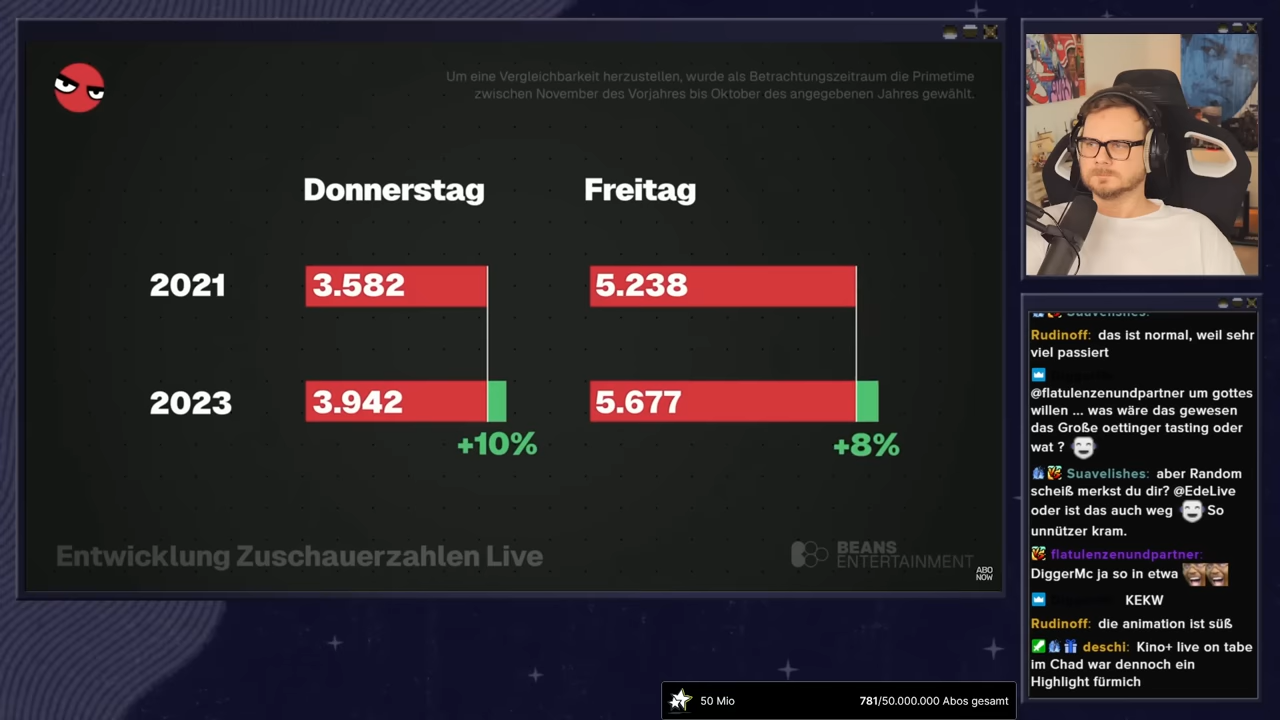 Um eine Vergleichbarkeit herzustellen, wurde als Betrachtungszeitraum die Primetime
zwischen November des Vorjahres bis Oktober des angegebenen Jahres gewählt.
Donnerstag
Freitag
2021
3.582
5.238
2023
3.942
5.677
+10%
+8%
Entwicklung Zuschauerzahlen Live
BEANS
ENTERTAINMENT
ABO
NOW
Suavelishes:
Rudinoff: das ist normal, weil sehr
viel passiert
@flatulenzenundpartner um gottes
willen ... was wäre das gewesen
das Große oettinger tasting oder
wat ?
Suavelishes: aber Random
scheiß merkst du dir? @EdeLive
oder ist das auch weg So
unnützer kram.
flatulenzenundpartner:
DiggerMc ja so in etwa
KEKW
Rudinoff: die animation ist süß
deschi: Kino+ live on tabe
im Chad war dennoch ein
Highlight fürmich
50 Mio
781/50.000.000 Abos gesamt